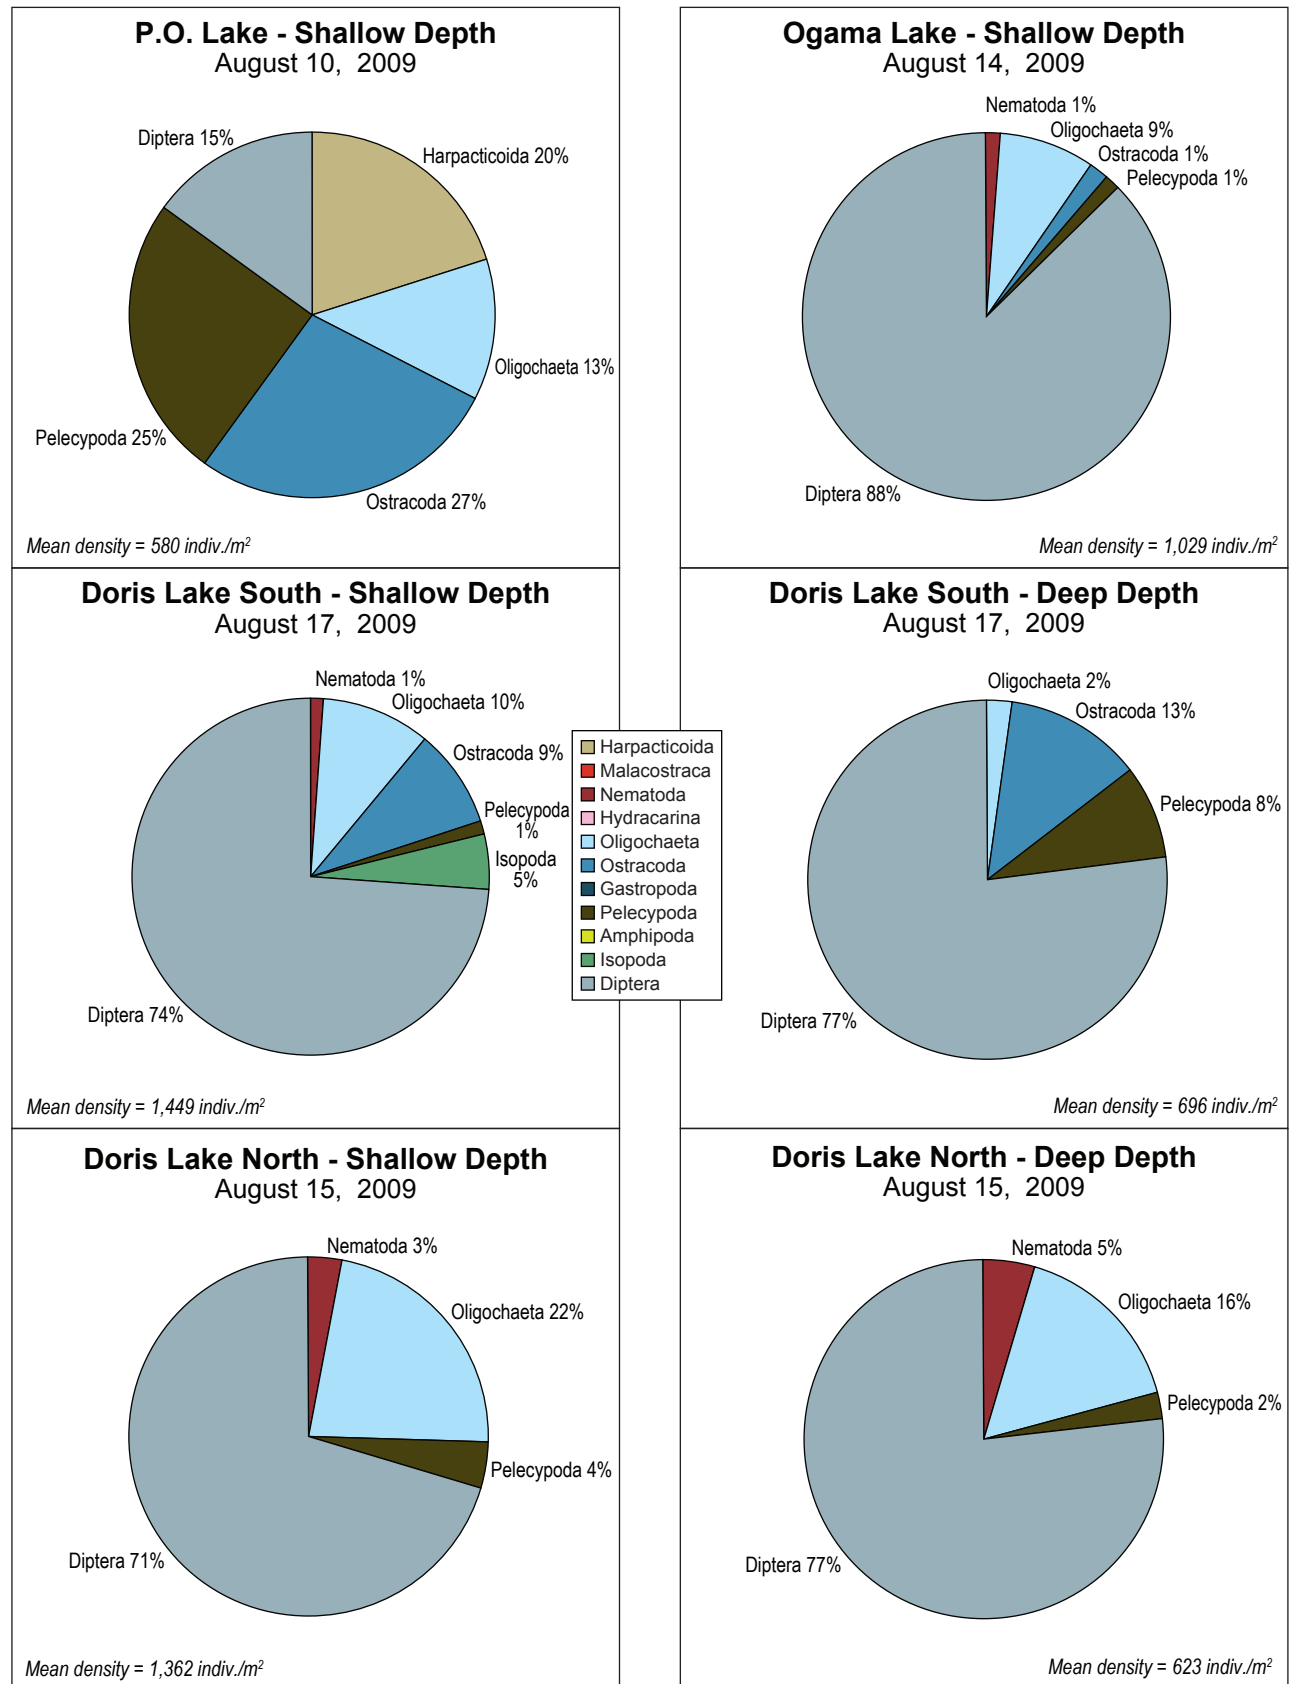 P.O. Lake - Shallow Depth
August 10, 2009
Diptera 15%
Harpacticoida 20%
Oligochaeta 13%
Pelecypoda 25%
Ostracoda 27%
Mean density = 580 indiv./m²
Ogama Lake - Shallow Depth
August 14, 2009
Nematoda 1%
Oligochaeta 9%
Ostracoda 1%
Pelecypoda 1%
Diptera 88%
Mean density = 1,029 indiv./m²
Doris Lake South - Shallow Depth
August 17, 2009
Nematoda 1%
Oligochaeta 10%
Ostracoda 9%
Pelecypoda
1%
Isopoda
5%
Diptera 74%
Mean density = 1,449 indiv./m²
Harpacticoida
Malacostraca
Nematoda
Hydracarina
Oligochaeta
Ostracoda
Gastropoda
Pelecypoda
Amphipoda
Isopoda
Diptera
Doris Lake South - Deep Depth
August 17, 2009
Oligochaeta 2%
Ostracoda 13%
Pelecypoda 8%
Diptera 77%
Mean density = 696 indiv./m²
Doris Lake North - Shallow Depth
August 15, 2009
Nematoda 3%
Oligochaeta 22%
Pelecypoda 4%
Diptera 71%
Mean density = 1,362 indiv./m²
Doris Lake North - Deep Depth
August 15, 2009
Nematoda 5%
Oligochaeta 16%
Pelecypoda 2%
Diptera 77%
Mean density = 623 indiv./m²